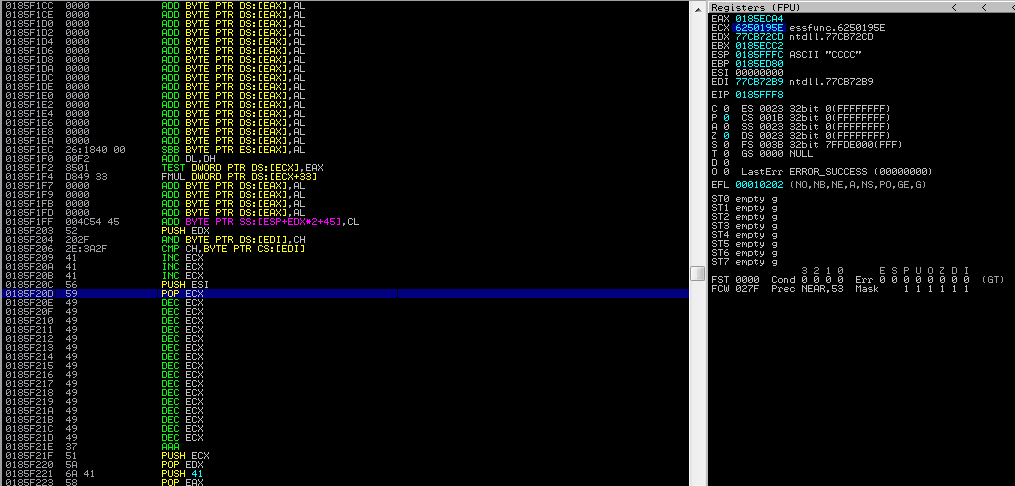 0185F1CC 0000 ADD BYTE PTR DS:[EAX],AL
0185F1CE 0000 ADD BYTE PTR DS:[EAX],AL
0185F1D0 0000 ADD BYTE PTR DS:[EAX],AL
0185F1D2 0000 ADD BYTE PTR DS:[EAX],AL
0185F1D4 0000 ADD BYTE PTR DS:[EAX],AL
0185F1D6 0000 ADD BYTE PTR DS:[EAX],AL
0185F1D8 0000 ADD BYTE PTR DS:[EAX],AL
0185F1DA 0000 ADD BYTE PTR DS:[EAX],AL
0185F1DC 0000 ADD BYTE PTR DS:[EAX],AL
0185F1DE 0000 ADD BYTE PTR DS:[EAX],AL
0185F1E0 0000 ADD BYTE PTR DS:[EAX],AL
0185F1E2 0000 ADD BYTE PTR DS:[EAX],AL
0185F1E4 0000 ADD BYTE PTR DS:[EAX],AL
0185F1E6 0000 ADD BYTE PTR DS:[EAX],AL
0185F1E8 0000 ADD BYTE PTR DS:[EAX],AL
0185F1EA 0000 ADD BYTE PTR DS:[EAX],AL
0185F1EC 26:1840 00 SBB BYTE PTR ES:[EAX],AL
0185F1F0 00F2 ADD DL,DH
0185F1F2 8501 TEST DWORD PTR DS:[ECX],EAX
0185F1F4 D849 33 FMUL DWORD PTR DS:[ECX+33]
0185F1F7 0000 ADD BYTE PTR DS:[EAX],AL
0185F1F9 0000 ADD BYTE PTR DS:[EAX],AL
0185F1FB 0000 ADD BYTE PTR DS:[EAX],AL
0185F1FD 0000 ADD BYTE PTR DS:[EAX],AL
0185F1FF 004C54 45 ADD BYTE PTR SS:[ESP+EDX*2+45],CL
0185F203 52 PUSH EDX
0185F204 202F AND BYTE PTR DS:[EDI],CH
0185F206 2E:3A2F CMP CH,BYTE PTR CS:[EDI]
0185F209 41 INC ECX
0185F20A 41 INC ECX
0185F20B 41 INC ECX
0185F20C 56 PUSH ESI
0185F20D 59 POP ECX
0185F20E 49 DEC ECX
0185F20F 49 DEC ECX
0185F210 49 DEC ECX
0185F211 49 DEC ECX
0185F212 49 DEC ECX
0185F213 49 DEC ECX
0185F214 49 DEC ECX
0185F215 49 DEC ECX
0185F216 49 DEC ECX
0185F217 49 DEC ECX
0185F218 49 DEC ECX
0185F219 49 DEC ECX
0185F21A 49 DEC ECX
0185F21B 49 DEC ECX
0185F21C 49 DEC ECX
0185F21D 49 DEC ECX
0185F21E 37 AAA
0185F21F 51 PUSH ECX
0185F220 5A POP EDX
0185F221 6A 41 PUSH 41
0185F223 58 POP EAX
Registers (FPU) < < <
EAX 0185ECA4
ECX 6250195E essfunc.6250195E
EDX 77CB72CD ntdll.77CB72CD
EBX 0185ECC2
ESP 0185FFFC ASCII "CCCC"
EBP 0185ED80
ESI 00000000
EDI 77CB72B9 ntdll.77CB72B9
EIP 0185FFF8
C 0 ES 0023 32bit 0(FFFFFFFF)
P 0 CS 001B 32bit 0(FFFFFFFF)
A 0 SS 0023 32bit 0(FFFFFFFF)
Z 0 DS 0023 32bit 0(FFFFFFFF)
S 0 FS 003B 32bit 7FFDE000(FFF)
T 0 GS 0000 NULL
D 0
O 0 LastErr ERROR_SUCCESS (00000000)
EFL 00010202 (NO,NB,NE,A,NS,PO,GE,G)
ST0 empty g
ST1 empty g
ST2 empty g
ST3 empty g
ST4 empty g
ST5 empty g
ST6 empty g
ST7 empty g
3 2 1 0 E S P U O Z D I
FST 0000 Cond 0 0 0 0 Err 0 0 0 0 0 0 0 0 (GT)
FCW 027F Prec NEAR,53 Mask 1 1 1 1 1 1